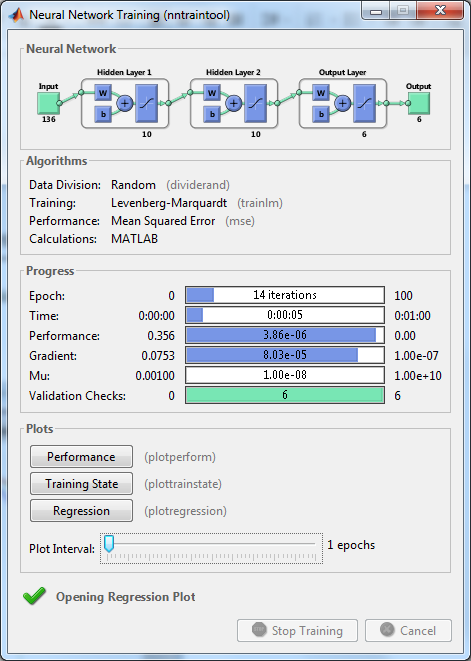 Neural Network Training (nntraintool)
Neural Network
Hidden Layer 1 Hidden Layer 2 Output Layer
Input Output
W W W
b b b
136 6
10 10 6
Algorithms
Data Division: Random (dividerand)
Training: Levenberg-Marquardt (trainlm)
Performance: Mean Squared Error (mse)
Calculations: MATLAB
Progress
Epoch: 0 14 iterations 100
Time: 0:00:00 0:00:05 0:01:00
Performance: 0.356 3.86e-06 0.00
Gradient: 0.0753 8.03e-05 1.00e-07
Mu: 0.00100 1.00e-08 1.00e+10
Validation Checks: 0 6 6
Plots
Performance (plotperform)
Training State (plottrainstate)
Regression (plotregression)
Plot Interval: 1 epochs
Opening Regression Plot
Stop Training Cancel